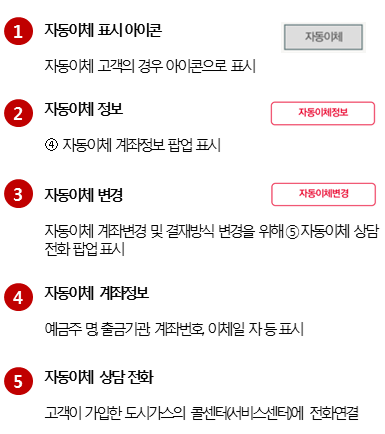 1 자동이체 표시 아이콘 자동이체
자동이체 고객의 경우 아이콘으로 표시
2 자동이체 정보 자동이체정보
④ 자동이체 계좌정보 팝업 표시
3 자동이체 변경 자동이체변경
자동이체 계좌변경 및 결재방식 변경을 위해 ⑤ 자동이체 상담
전화 팝업 표시
4 자동이체 계좌정보
예금주 명, 출금기관, 계좌번호, 이체일 자 등 표시
5 자동이체 상담 전화
고객이 가입한 도시가스의 콜센터(서비스센터)에 전화연결